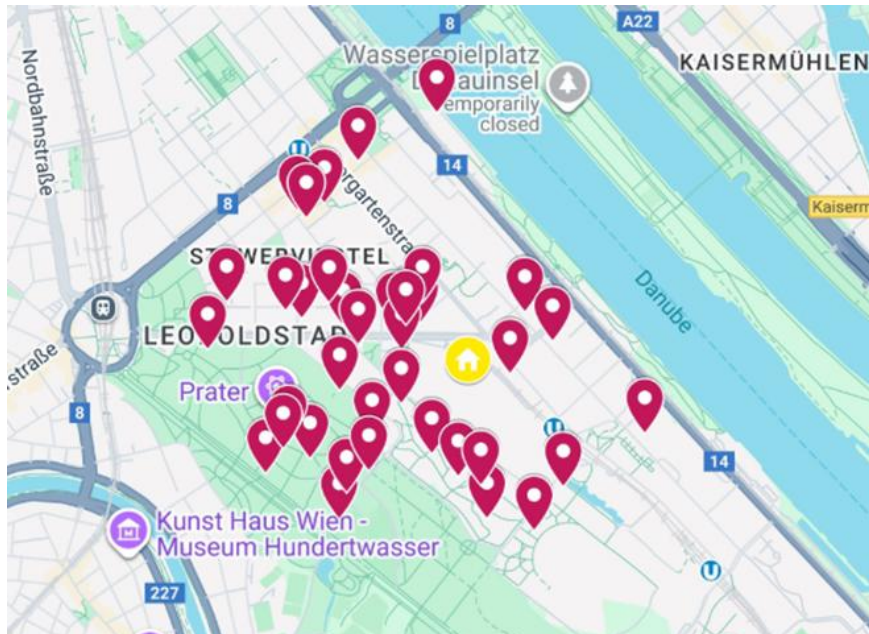 8
A22
Wasserspielplatz
temporarily
closed
KAISERMÜHLEN
Nordbahnstraße
14
8
Kaiserm
Danube
Prater
8
14
Kunst Haus Wien -
Museum Hundertwasser
227